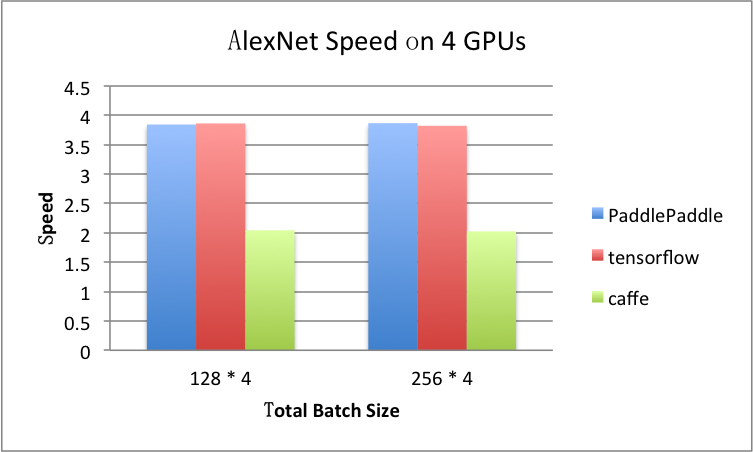 AlexNet Speed on 4 GPUs
4.5
4
3.5
3
2.5
2
1.5
1
0.5
0
Speed
128 * 4
256 * 4
Total Batch Size
PaddlePaddle
tensorflow
caffe